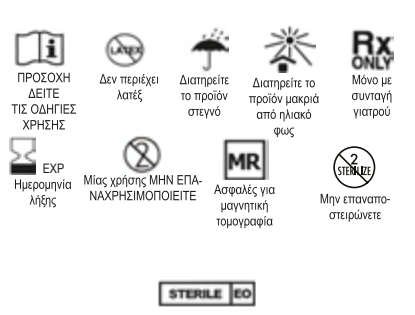 LATEX
Rx
ONLY
ΠΡΟΣΟΧΗ
ΔΕΙΤΕ
ΤΙΣ ΟΔΗΓΙΕΣ
ΧΡΗΣΗΣ
Δεν περιέχει
λατέξ
Διατηρείτε
το προϊόν
στεγνό
Διατηρείτε το
προϊόν μακριά
από ηλιακό
φως
Μόνο με
συνταγή
γιατρού
EXP
Ημερομηνία
λήξης
2
Μίας χρήσης ΜΗΝ ΕΠΑ-
ΝΑΧΡΗΣΙΜΟΠΟΙΕΙΤΕ
MR
Ασφαλές για
μαγνητική
τομογραφία
2
STERILIZE
Μην επαναπο-
στειρώνετε
STERILE EO